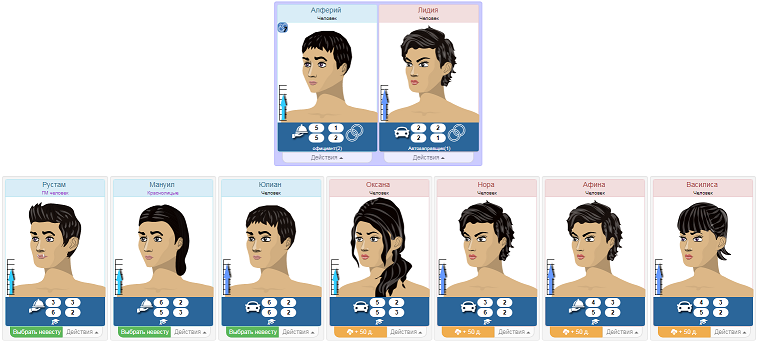 Алферий Лидия
Человек Человек
5 1 2 2
5 2 2 1
официант(2) Автозаправщик(1)
Действия Действия
Рустам Мануил Юлиан Оксана Нора Афина Василиса
ПМ человек Краснолицые Человек Человек Человек Человек Человек
3 3 6 2 6 2 5 2 3 2 4 3 4 3
6 2 5 3 6 2 5 3 6 2 5 2 5 2
Выбрать невесту Действия Выбрать невесту Действия Выбрать невесту Действия + 50 д. Действия + 50 д. Действия + 50 д. Действия + 50 д. Действия